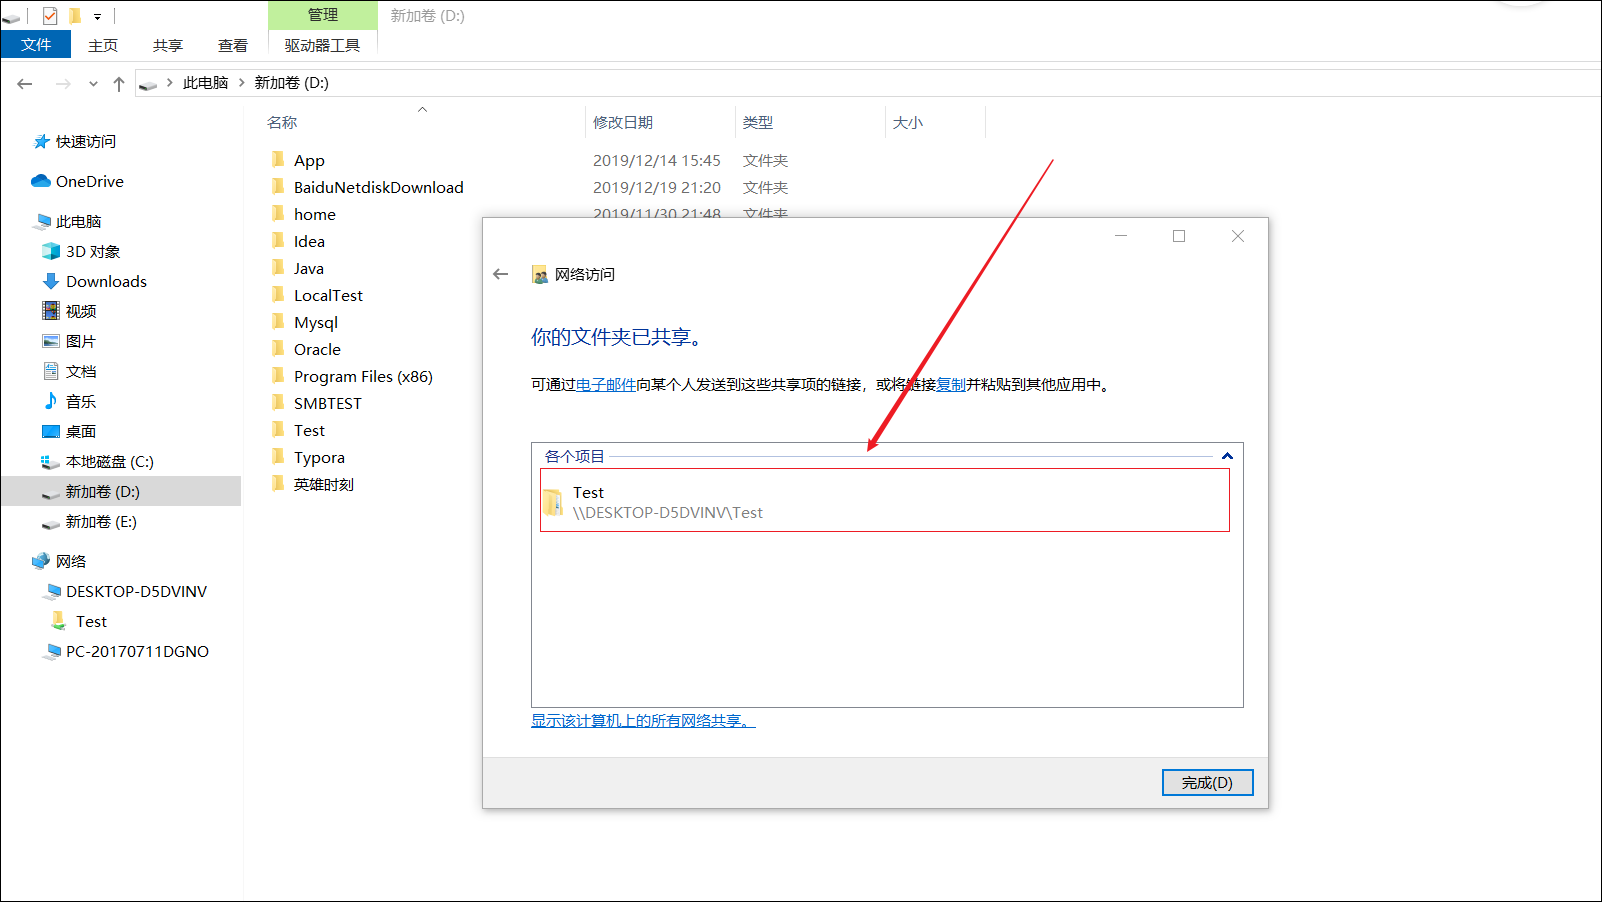 管理
新加卷 (D:)
文件
主页
共享
查看
驱动器工具
此电脑
新加卷 (D:)
名称
修改日期
类型
大小
快速访问
OneDrive
此电脑
3D 对象
Downloads
视频
图片
文档
音乐
桌面
本地磁盘 (C:)
新加卷 (D:)
新加卷 (E:)
网络
DESKTOP-D5DVINV
Test
PC-20170711DGNO
App 2019/12/14 15:45 文件夹
BaiduNetdiskDownload 2019/12/19 21:20 文件夹
home 2019/11/30 21:48 文件夹
Idea
Java
LocalTest
Mysql
Oracle
Program Files (x86)
SMBTEST
Test
Typora
英雄时刻
网络访问
你的文件夹已共享。
可通过电子邮件向某个人发送到这些共享项的链接，或将链接复制并粘贴到其他应用中。
各个项目
Test
\\DESKTOP-D5DVINV\Test
显示该计算机上的所有网络共享。
完成(D)